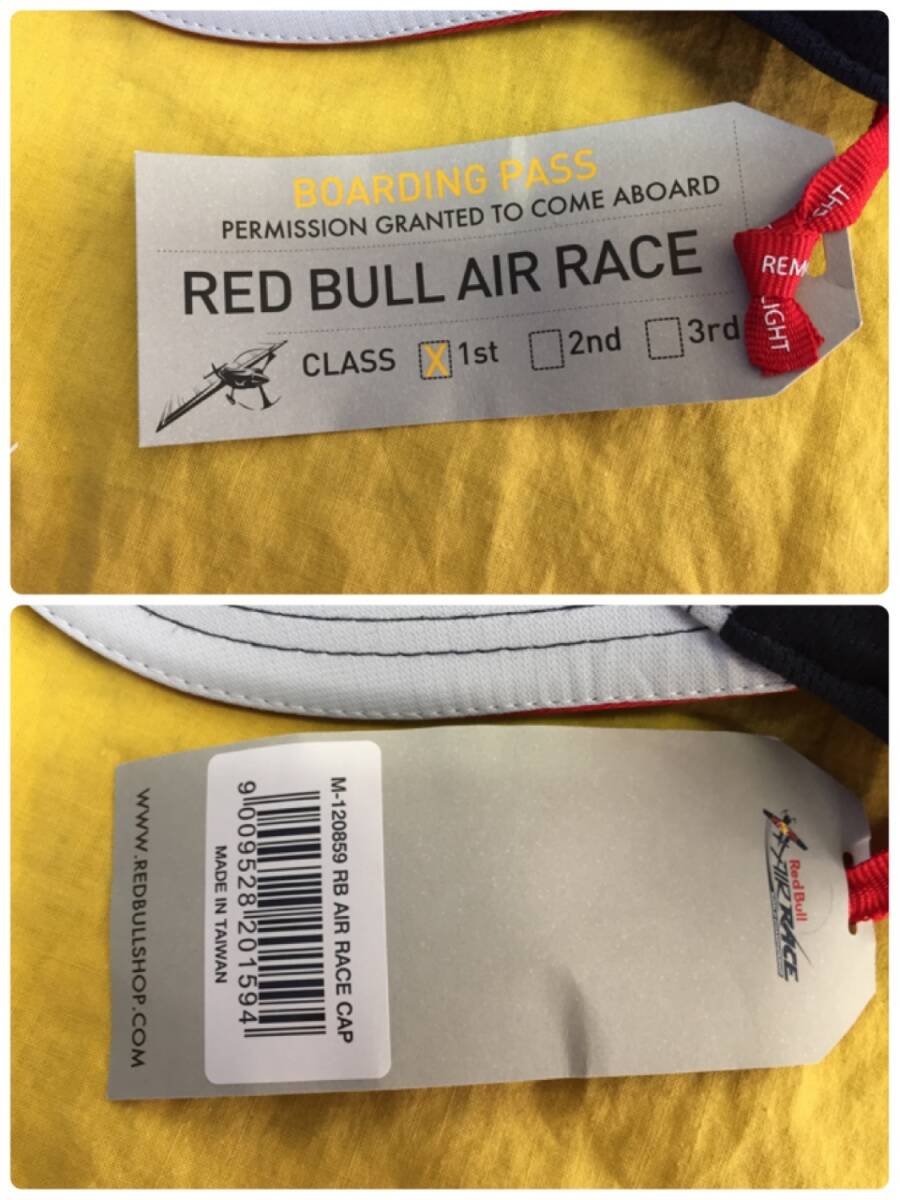 BOARDING PASS
PERMISSION GRANTED TO COME ABOARD
RED BULL AIR RACE
CLASS X 1st 2nd 3rd
GHT
REM
IGHT
M-120859 RB AIR RACE CAP
9 009528 201594
MADE IN TAIWAN
WWW.REDBULLSHOP.COM
Red Bull
AIR RACE